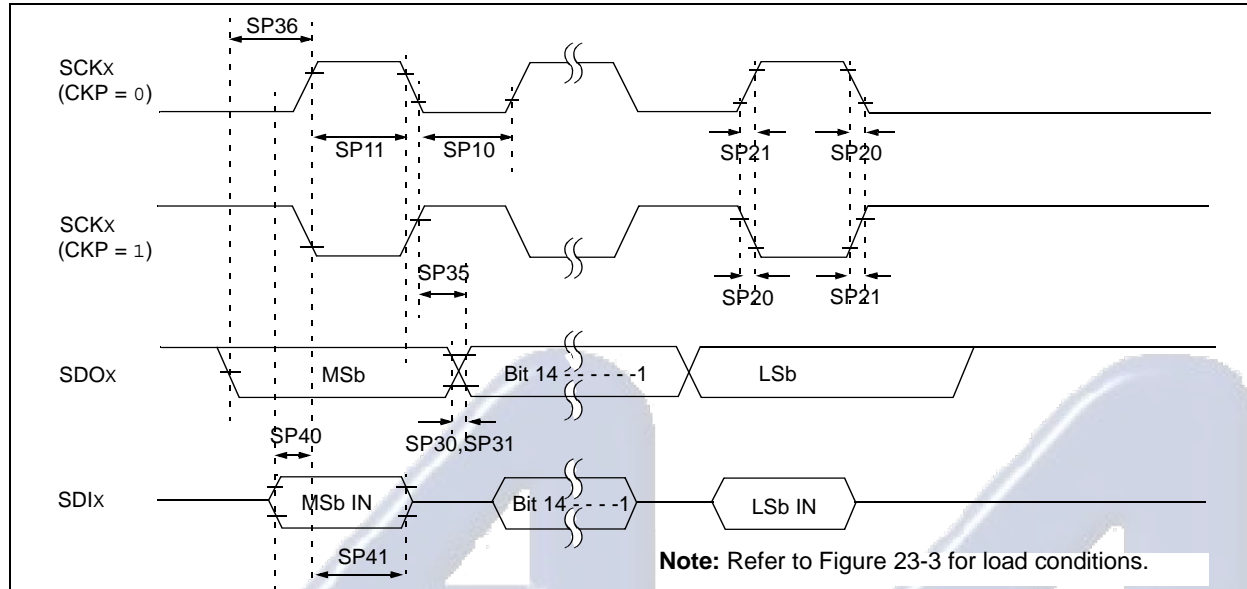 SP36
SCKX
(CKP = 0)
SP11
SP10
SP21
SP20
SCKX
(CKP = 1)
SP35
SP20
SP21
SDOX
MSb
Bit 14 - - - - - -1
LSb
SP40
SP30,SP31
SDIX
MSb IN
Bit 14 - - - -1
LSb IN
SP41
Note: Refer to Figure 23-3 for load conditions.